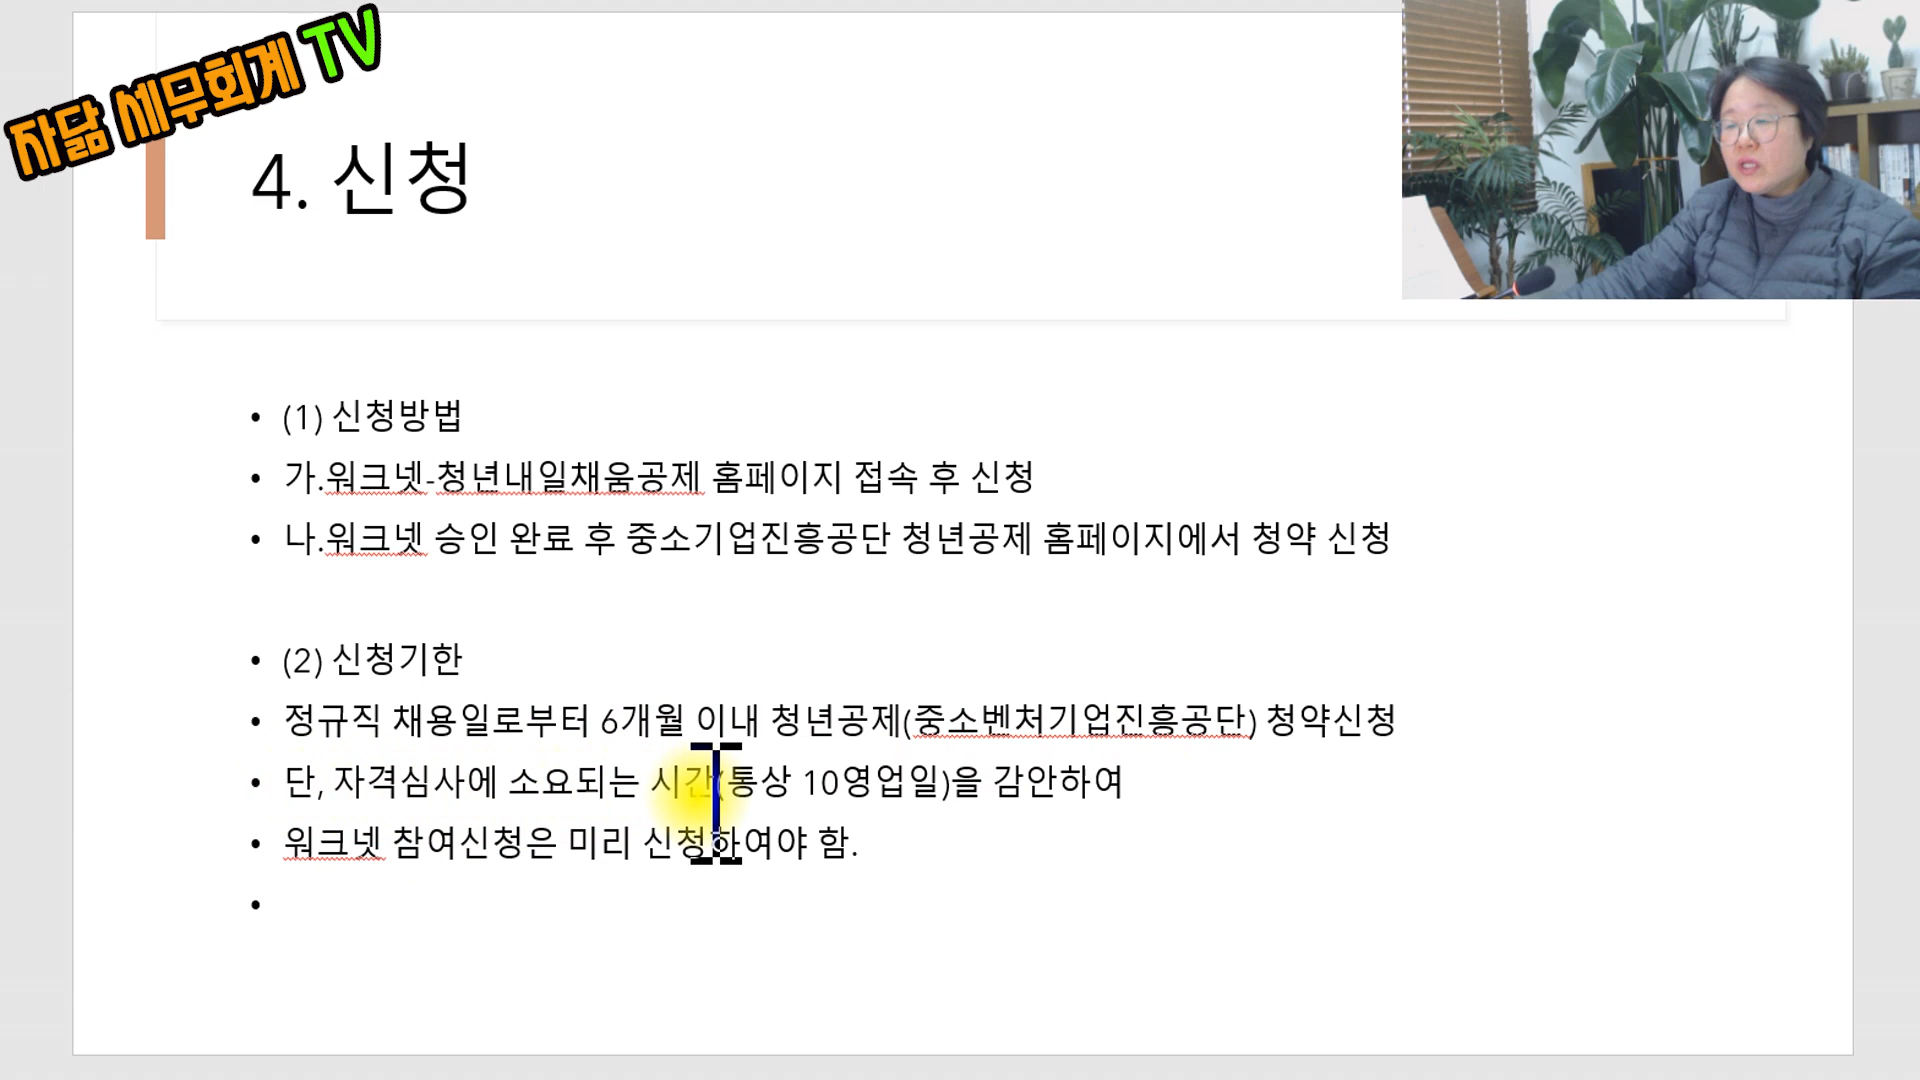 자닮 세무회계 TV
4. 신청
• (1) 신청방법
• 가.워크넷-청년내일채움공제 홈페이지 접속 후 신청
• 나.워크넷 승인 완료 후 중소기업진흥공단 청년공제 홈페이지에서 청약 신청
• (2) 신청기한
• 정규직 채용일로부터 6개월 이내 청년공제(중소벤처기업진흥공단) 청약신청
• 단, 자격심사에 소요되는 시간(통상 10영업일)을 감안하여
• 워크넷 참여신청은 미리 신청하여야 함.
•